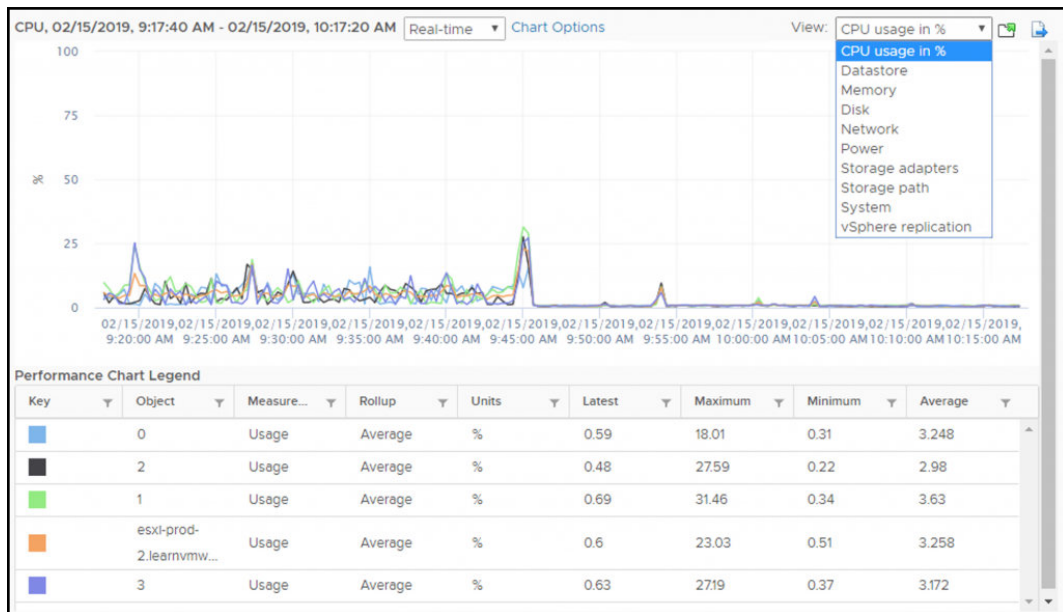 CPU, 02/15/2019, 9:17:40 AM - 02/15/2019, 10:17:20 AM Real-time Chart Options View: CPU usage in %
CPU usage in %
Datastore
Memory
Disk
Network
Power
Storage adapters
Storage path
System
vSphere replication
100
75
%
50
25
0
02/15/2019, 02/15/2019, 02/15/2019, 02/15/2019, 02/15/2019, 02/15/2019, 02/15/2019, 02/15/2019, 02/15/2019, 02/15/2019, 02/15/2019, 02/15/2019,
9:20:00 AM 9:25:00 AM 9:30:00 AM 9:35:00 AM 9:40:00 AM 9:45:00 AM 9:50:00 AM 9:55:00 AM 10:00:00 AM 10:05:00 AM 10:10:00 AM 10:15:00 AM
Performance Chart Legend
Key Object Measure... Rollup Units Latest Maximum Minimum Average
0 Usage Average % 0.59 18.01 0.31 3.248
2 Usage Average % 0.48 27.59 0.22 2.98
1 Usage Average % 0.69 31.46 0.34 3.63
esxi-prod-
2.learnvmw... Usage Average % 0.6 23.03 0.51 3.258
3 Usage Average % 0.63 27.19 0.37 3.172